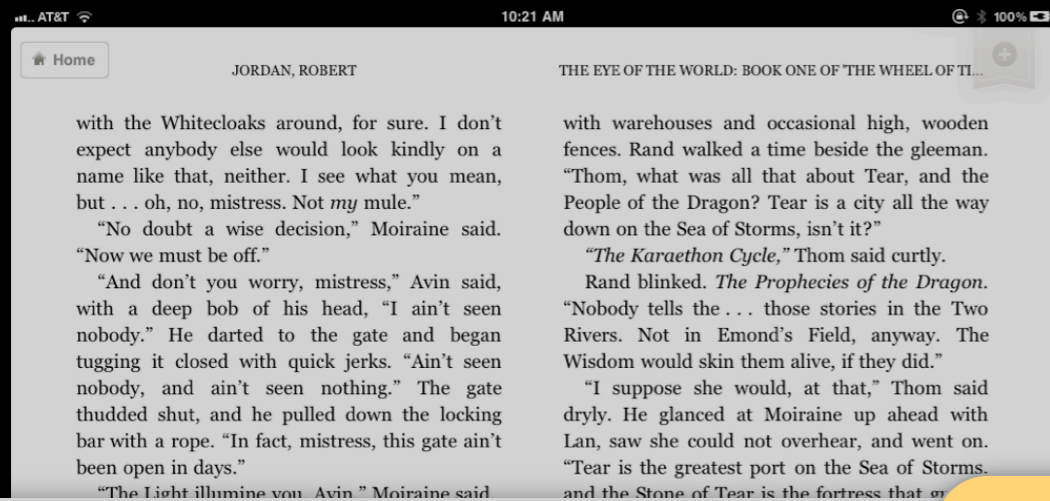 AT&T
10:21 AM
100%
Home
JORDAN, ROBERT
THE EYE OF THE WORLD: BOOK ONE OF 'THE WHEEL OF TI...
with the Whitecloaks around, for sure. I don’t
expect anybody else would look kindly on a
name like that, neither. I see what you mean,
but . . . oh, no, mistress. Not my mule.”
“No doubt a wise decision,” Moiraine said.
“Now we must be off.”
“And don’t you worry, mistress,” Avin said,
with a deep bob of his head, “I ain’t seen
nobody.” He darted to the gate and began
tugging it closed with quick jerks. “Ain’t seen
nobody, and ain’t seen nothing.” The gate
thudded shut, and he pulled down the locking
bar with a rope. “In fact, mistress, this gate ain’t
been open in days.”
“The Light illumine you, Avin,” Moiraine said.
with warehouses and occasional high, wooden
fences. Rand walked a time beside the gleeman.
“Thom, what was all that about Tear, and the
People of the Dragon? Tear is a city all the way
down on the Sea of Storms, isn’t it?”
“The Karaethon Cycle,” Thom said curtly.
Rand blinked. The Prophecies of the Dragon.
“Nobody tells the . . . those stories in the Two
Rivers. Not in Emond’s Field, anyway. The
Wisdom would skin them alive, if they did.”
“I suppose she would, at that,” Thom said
dryly. He glanced at Moiraine up ahead with
Lan, saw she could not overhear, and went on.
“Tear is the greatest port on the Sea of Storms,
and the Stone of Tear is the fortress that